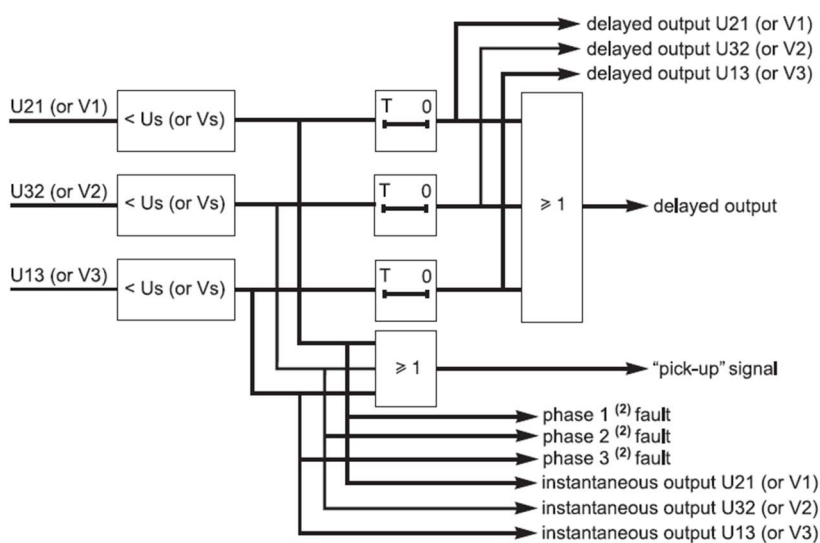 delayed output U21 (or V1)
delayed output U32 (or V2)
delayed output U13 (or V3)
U21 (or V1)
< Us (or Vs)
T 0
U32 (or V2)
< Us (or Vs)
T 0
⩾ 1
delayed output
U13 (or V3)
< Us (or Vs)
T 0
⩾ 1
“pick-up” signal
phase 1 (2) fault
phase 2 (2) fault
phase 3 (2) fault
instantaneous output U21 (or V1)
instantaneous output U32 (or V2)
instantaneous output U13 (or V3)